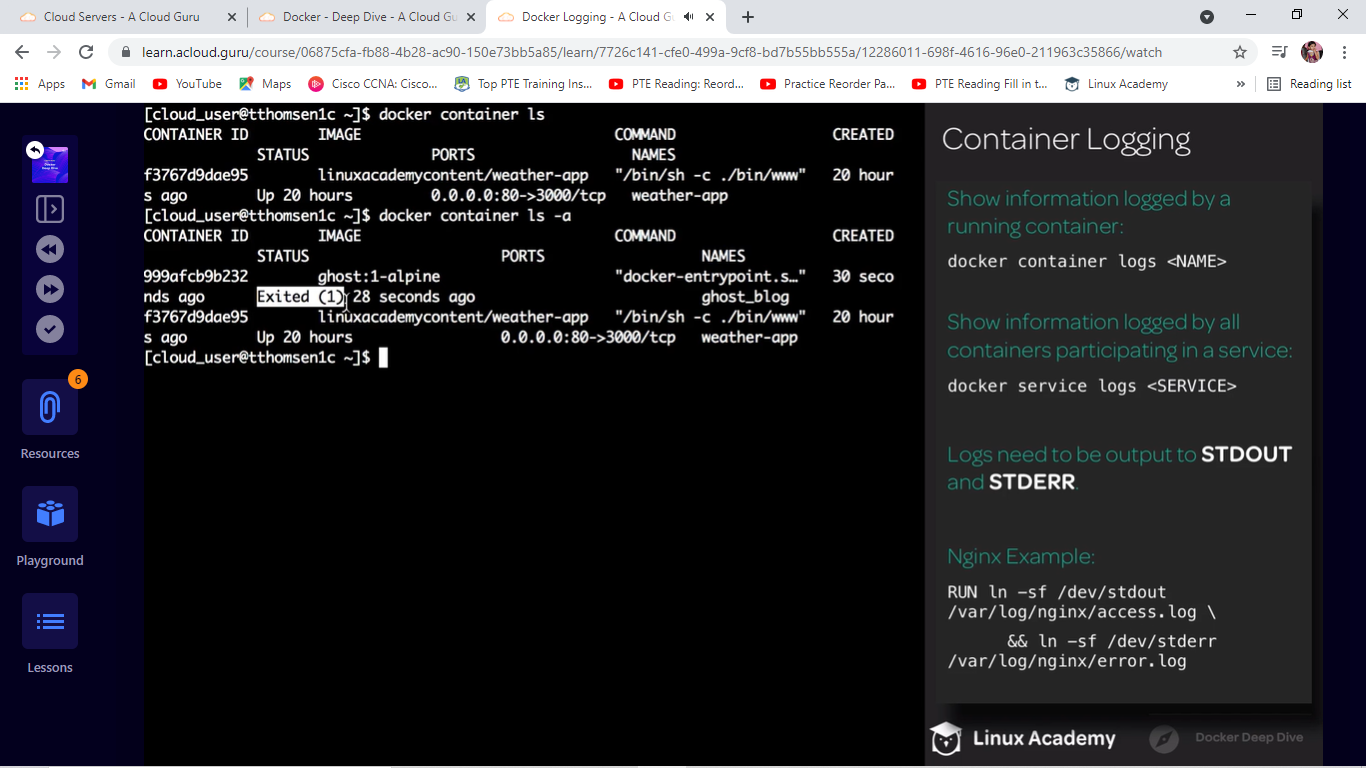 Cloud Servers - A Cloud Guru
Docker - Deep Dive - A Cloud Gu
Docker Logging - A Cloud G
learn.acloud.guru/course/06875cfa-fb88-4b28-ac90-150e73bb5a85/learn/7726c141-cfe0-499a-9cf8-bd7b55bb555a/12286011-698f-4616-96e0-211963c35866/watch
Apps
Gmail
YouTube
Maps
Cisco CCNA: Cisco...
Top PTE Training Ins...
PTE Reading: Reord...
Practice Reorder Pa...
PTE Reading Fill in t...
Linux Academy
»
Reading list
6
Resources
Playground
Lessons
[cloud_user@tthomsen1c ~]$ docker container ls
CONTAINER ID IMAGE COMMAND CREATED
STATUS PORTS NAMES
f3767d9dae95 linuxacademycontent/weather-app "/bin/sh -c ./bin/www" 20 hour
s ago Up 20 hours 0.0.0.0:80->3000/tcp weather-app
[cloud_user@tthomsen1c ~]$ docker container ls -a
CONTAINER ID IMAGE COMMAND CREATED
STATUS PORTS NAMES
999afcb9b232 ghost:1-alpine "docker-entrypoint.s…" 30 seco
nds ago Exited (1) 28 seconds ago ghost_blog
f3767d9dae95 linuxacademycontent/weather-app "/bin/sh -c ./bin/www" 20 hour
s ago Up 20 hours 0.0.0.0:80->3000/tcp weather-app
[cloud_user@tthomsen1c ~]$
Container Logging
Show information logged by a
running container:
docker container logs <NAME>
Show information logged by all
containers participating in a service:
docker service logs <SERVICE>
Logs need to be output to STDOUT
and STDERR.
Nginx Example:
RUN ln -sf /dev/stdout
/var/log/nginx/access.log \
&& ln -sf /dev/stderr
/var/log/nginx/error.log
Linux Academy
Docker Deep Dive